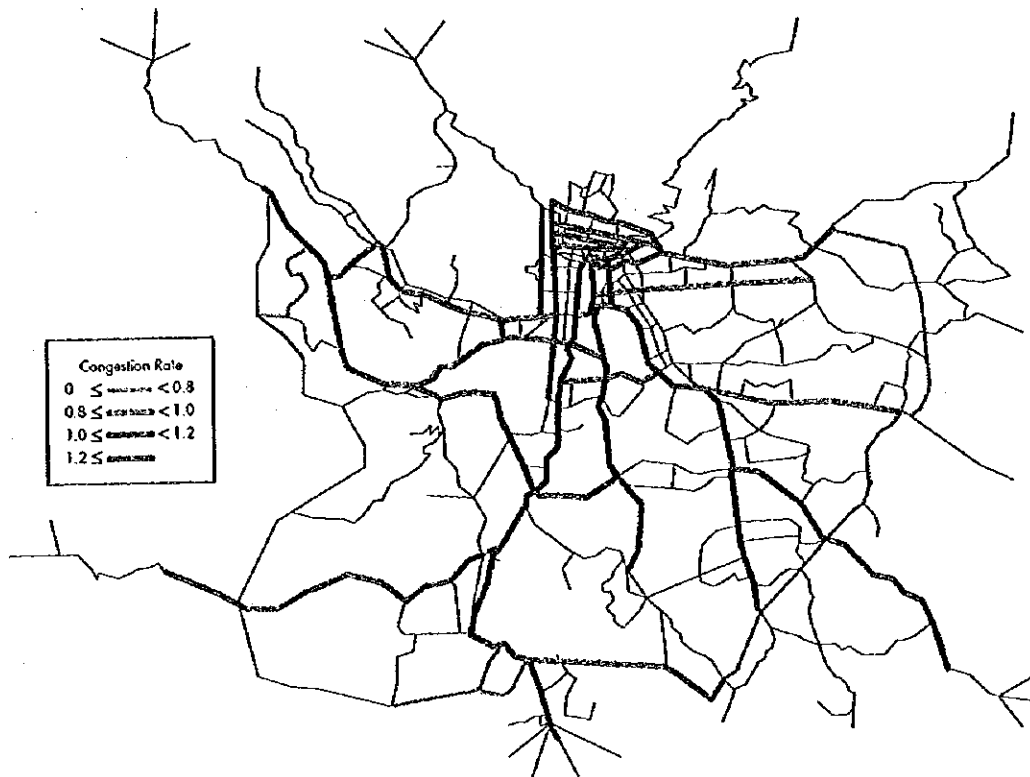 Congestion Rate
0 ≤ < 0.8
0.8 ≤ < 1.0
1.0 ≤ < 1.2
1.2 ≤